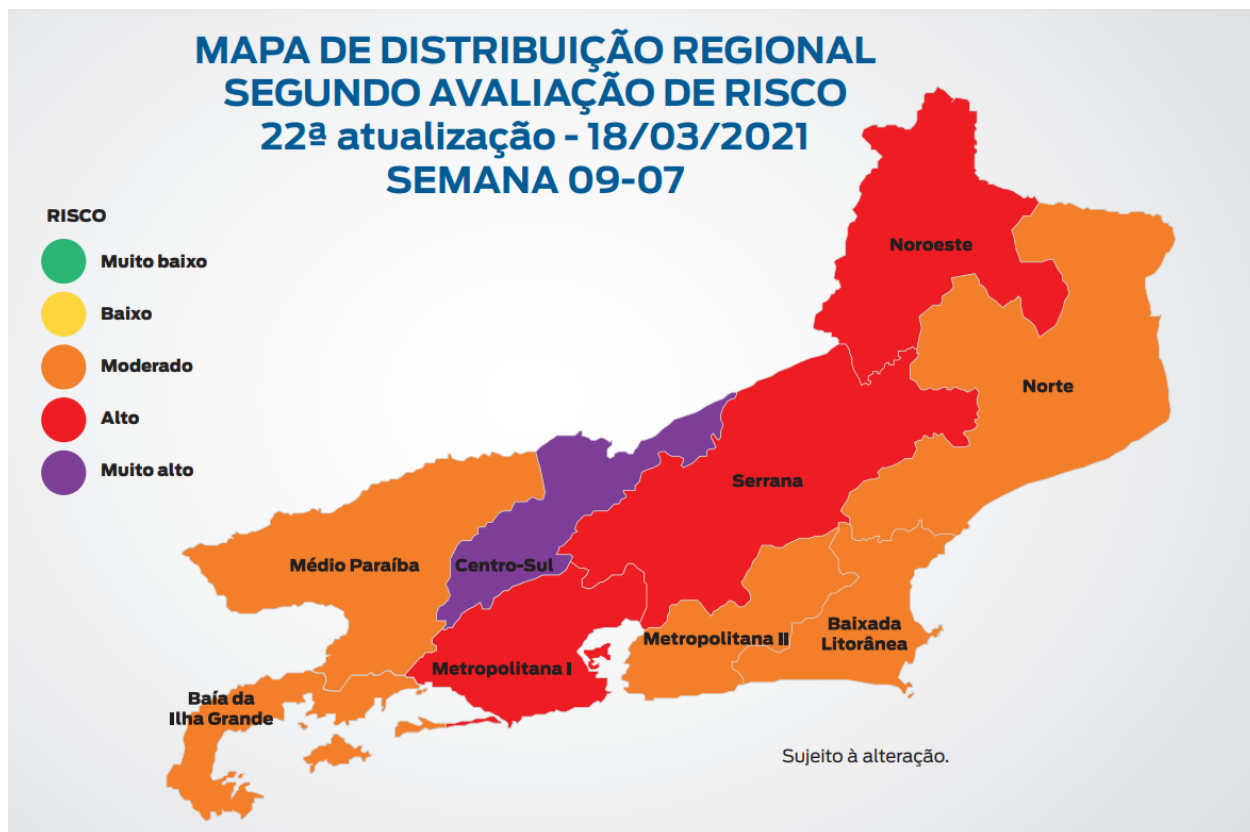 MAPA DE DISTRIBUIÇÃO REGIONAL
SEGUNDO AVALIAÇÃO DE RISCO
22ª atualização - 18/03/2021
SEMANA 09-07
RISCO
Muito baixo
Baixo
Moderado
Alto
Muito alto
Noroeste
Norte
Serrana
Médio Paraíba
Centro-Sul
Baixada
Litorânea
Metropolitana II
Metropolitana I
Baía da
Ilha Grande
Sujeito à alteração.